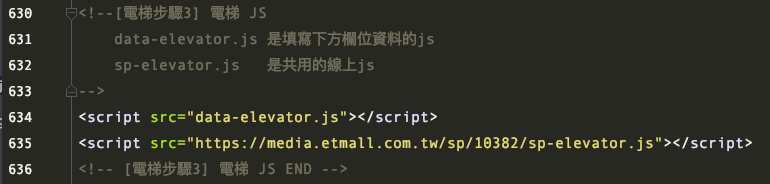 630 <!--[電梯步驟3] 電梯 JS
631 data-elevator.js 是填寫下方欄位資料的js
632 sp-elevator.js 是共用的線上js
633 -->
634 <script src="data-elevator.js"></script>
635 <script src="https://media.etmall.com.tw/sp/10382/sp-elevator.js"></script>
636 <!-- [電梯步驟3] 電梯 JS END -->